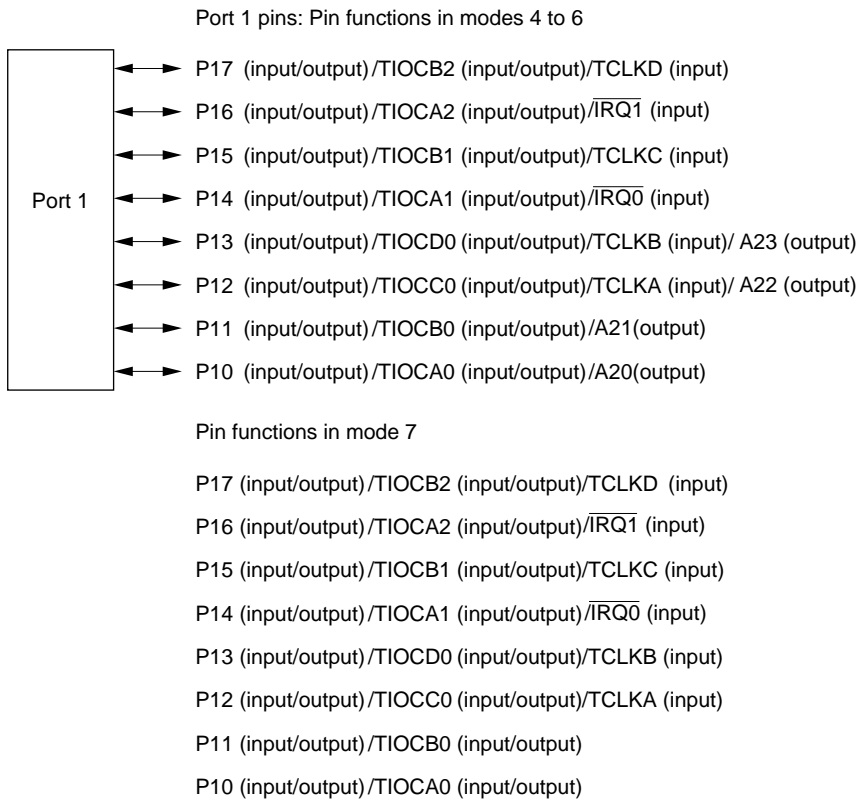 Port 1 pins: Pin functions in modes 4 to 6
Port 1
P17 (input/output)/TIOCB2 (input/output)/TCLKD (input)
P16 (input/output)/TIOCA2 (input/output)/I̅R̅Q̅1̅ (input)
P15 (input/output)/TIOCB1 (input/output)/TCLKC (input)
P14 (input/output)/TIOCA1 (input/output)/I̅R̅Q̅0̅ (input)
P13 (input/output)/TIOCD0 (input/output)/TCLKB (input)/ A23 (output)
P12 (input/output)/TIOCC0 (input/output)/TCLKA (input)/ A22 (output)
P11 (input/output)/TIOCB0 (input/output)/A21(output)
P10 (input/output)/TIOCA0 (input/output)/A20(output)
Pin functions in mode 7
P17 (input/output)/TIOCB2 (input/output)/TCLKD (input)
P16 (input/output)/TIOCA2 (input/output)/I̅R̅Q̅1̅ (input)
P15 (input/output)/TIOCB1 (input/output)/TCLKC (input)
P14 (input/output)/TIOCA1 (input/output)/I̅R̅Q̅0̅ (input)
P13 (input/output)/TIOCD0 (input/output)/TCLKB (input)
P12 (input/output)/TIOCC0 (input/output)/TCLKA (input)
P11 (input/output)/TIOCB0 (input/output)
P10 (input/output)/TIOCA0 (input/output)